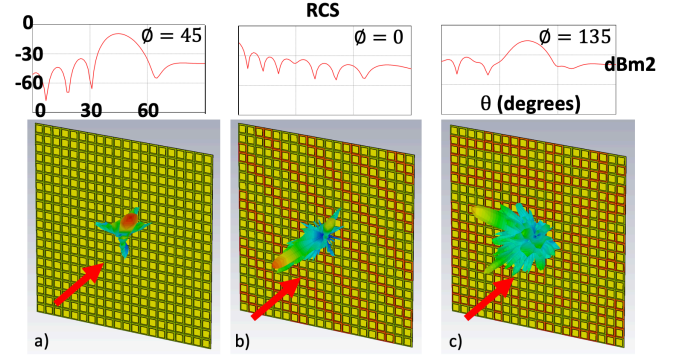 RCS
0
-30
-60
0
30
60
Ø = 45
Ø = 0
Ø = 135
dBm2
θ (degrees)
a)
b)
c)